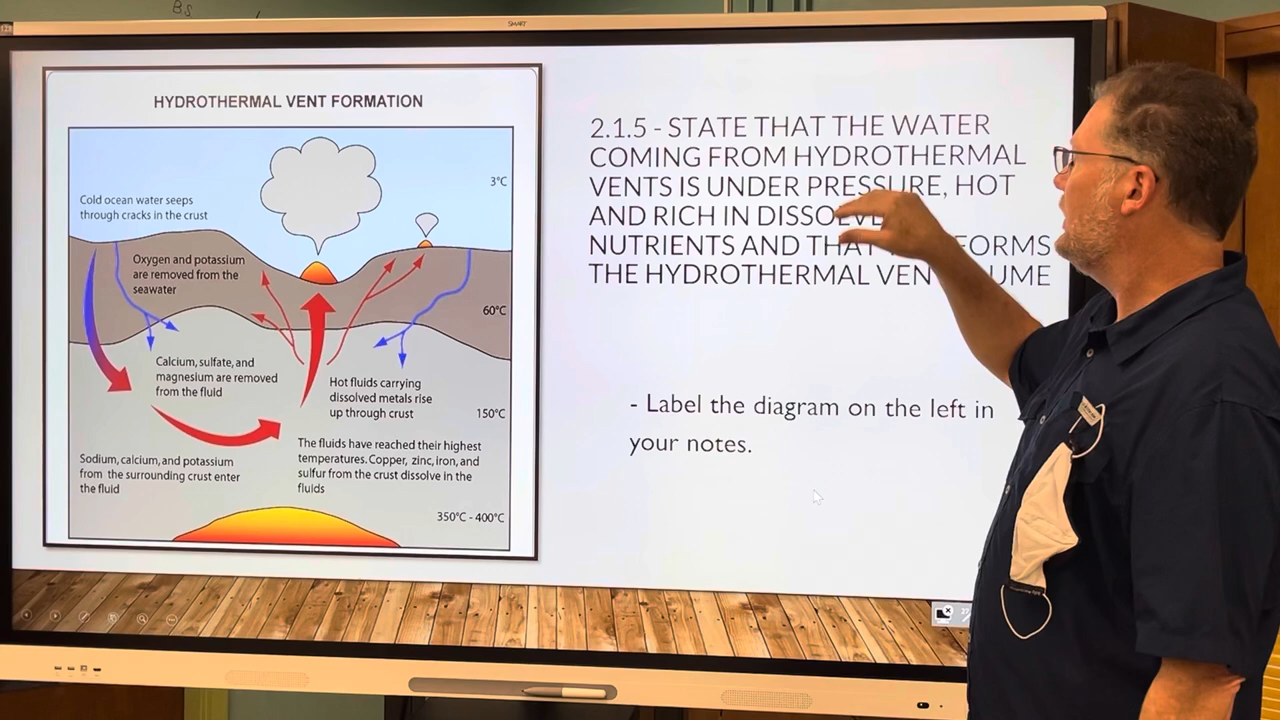 B.S
SMART
HYDROTHERMAL VENT FORMATION
3°C
Cold ocean water seeps
through cracks in the crust
Oxygen and potassium
are removed from the
seawater
60°C
Calcium, sulfate, and
magnesium are removed
from the fluid
Hot fluids carrying
dissolved metals rise
up through crust
150°C
Sodium, calcium, and potassium
from the surrounding crust enter
the fluid
The fluids have reached their highest
temperatures. Copper, zinc, iron, and
sulfur from the crust dissolve in the
fluids
350°C - 400°C
2.1.5 - STATE THAT THE WATER
COMING FROM HYDROTHERMAL
VENTS IS UNDER PRESSURE, HOT
AND RICH IN
NUTRIENTS AND THAT FORMS
THE HYDROTHERMAL
- Label the diagram on the left in
your notes.